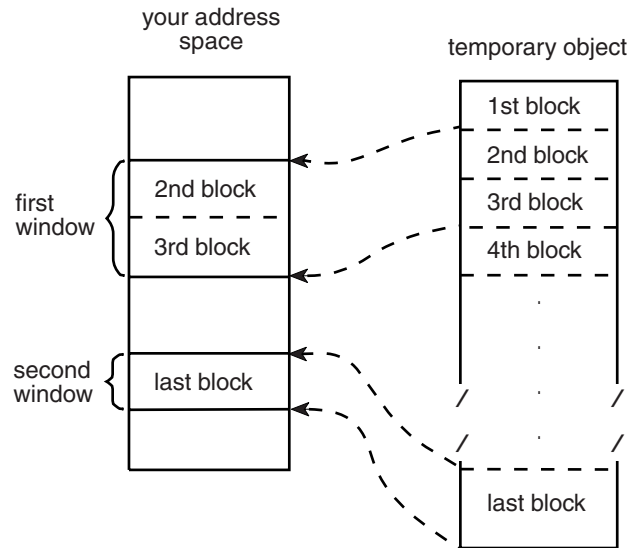 your address
space
temporary object
1st block
2nd block
3rd block
4th block
first
window
2nd block
3rd block
second
window
last block
last block